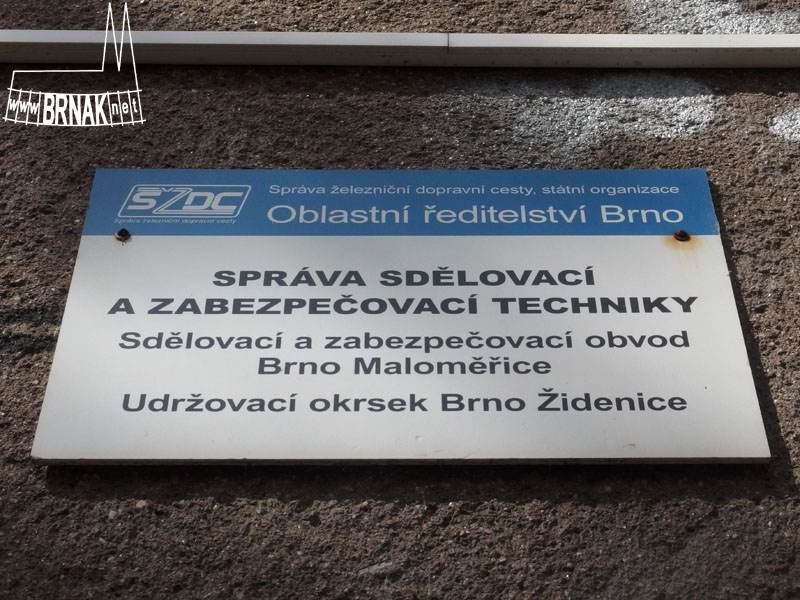 www BRNAK net
SŽDC
Správa železniční dopravní cesty
Správa železniční dopravní cesty, státní organizace
Oblastní ředitelství Brno
SPRÁVA SDĚLOVACÍ
A ZABEZPEČOVACÍ TECHNIKY
Sdělovací a zabezpečovací obvod
Brno Maloměřice
Udržovací okrsek Brno Židenice